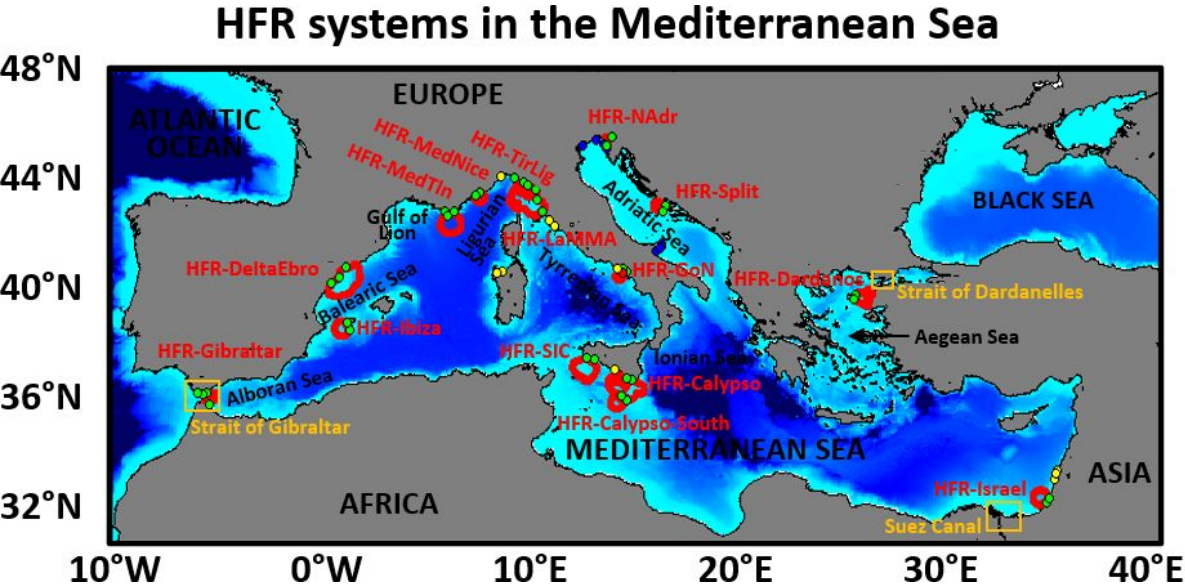 HFR systems in the Mediterranean Sea
48°N
EUROPE
ATLANTIC
OCEAN
HFR-NAdr
HFR-TirLig
HFR-MedNice
HFR-MedTln
44°N
HFR-Split
Adriatic Sea
BLACK SEA
Gulf of
Lion
Ligurian
Sea
HFR-LaMMA
HFR-DeltaEbro
Balearic Sea
Tyrrenian Sea
HFR-GoN
HFR-Dardanos
40°N
Strait of Dardanelles
HFR-Ibiza
Aegean Sea
HFR-Gibraltar
HFR-SIC
Ionian Sea
Alboran Sea
HFR-Calypso
36°N
Strait of Gibraltar
HFR-Calypso-South
MEDITERRANEAN SEA
ASIA
HFR-Israel
AFRICA
32°N
Suez Canal
10°W
0°W
10°E
20°E
30°E
40°E